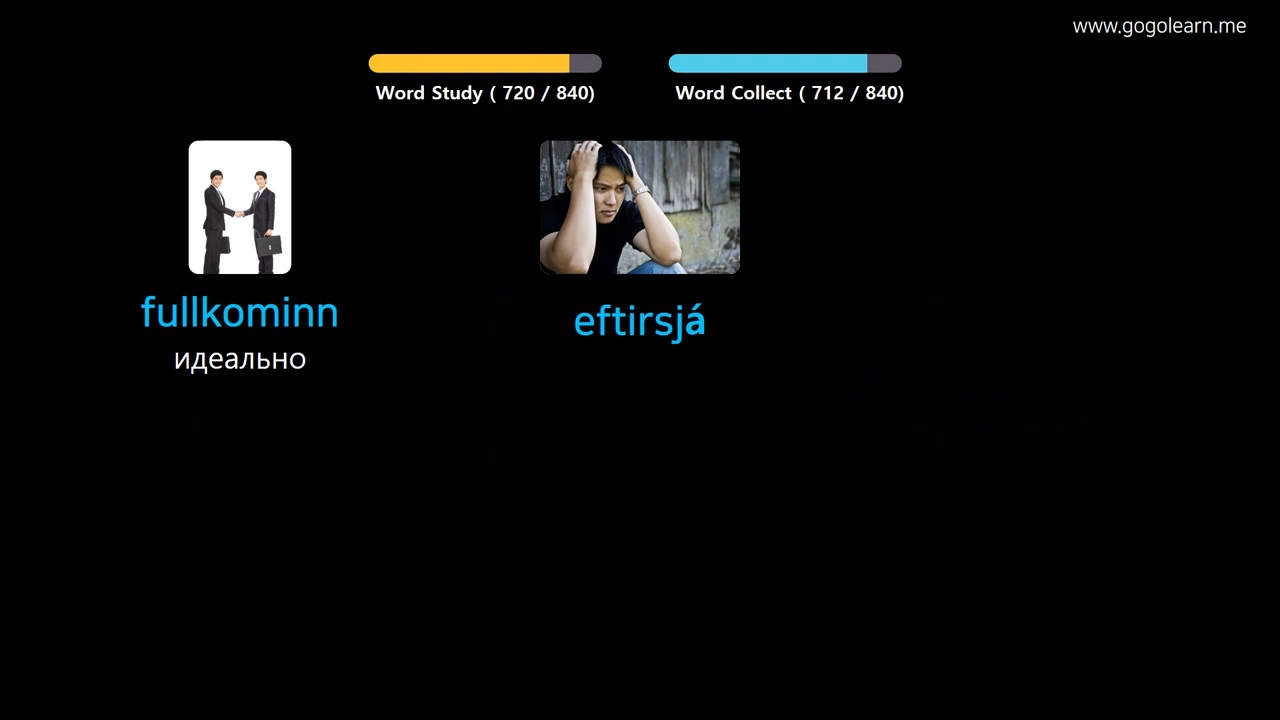 www.gogolearn.me
Word Study ( 720 / 840)
Word Collect ( 712 / 840)
fullkominn
идеально
eftirsjá